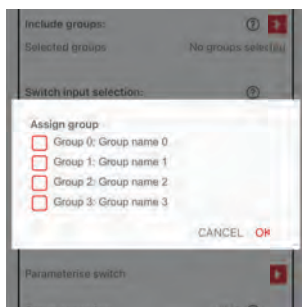 Include groups:
Selected groups No groups selected
Switch input selection:
Assign group
Group 0: Group name 0
Group 1: Group name 1
Group 2: Group name 2
Group 3: Group name 3
CANCEL OK
Parameterise switch